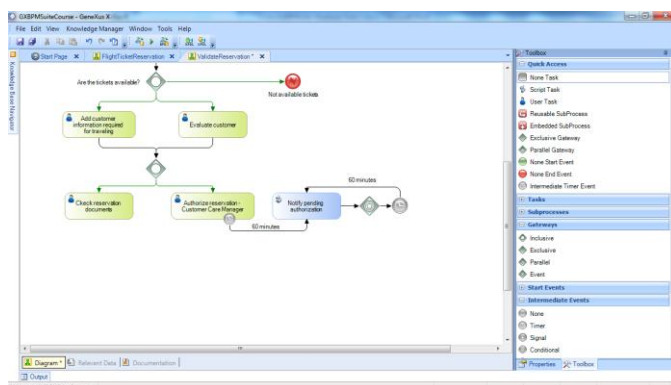 GXBPMSuiteCourse - GeneXus X
File Edit View Knowledge Manager Window Tools Help
Start Page
FlightTicketReservation
ValidateReservation *
Knowledge Base Navigator
Are the tickets available?
Not available tickets
Add customer
information required
for traveling
Evaluate customer
Check reservation
documents
Authorize reservation -
Customer Care Manager
60 minutes
Notify pending
authorization
60 minutes
Diagram *
Relevant Data
Documentation
Output
Toolbox
Quick Access
None Task
Script Task
User Task
Reusable SubProcess
Embedded SubProcess
Exclusive Gateway
Parallel Gateway
None Start Event
None End Event
Intermediate Timer Event
Tasks
Subprocesses
Gateways
Inclusive
Exclusive
Parallel
Event
Start Events
Intermediate Events
None
Timer
Signal
Conditional
Properties
Toolbox